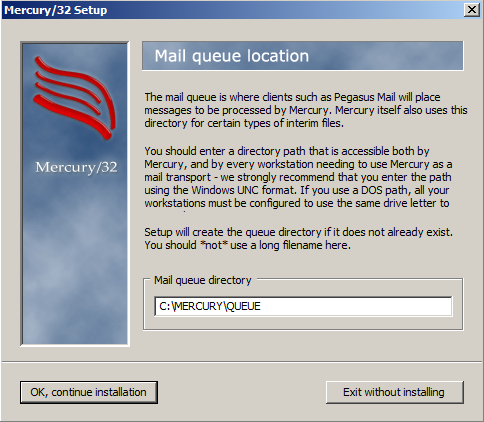 Mercury/32 Setup
Mail queue location
Mercury/32
The mail queue is where clients such as Pegasus Mail will place
messages to be processed by Mercury. Mercury itself also uses this
directory for certain types of interim files.
You should enter a directory path that is accessible both by
Mercury, and by every workstation needing to use Mercury as a
mail transport - we strongly recommend that you enter the path
using the Windows UNC format. If you use a DOS path, all your
workstations must be configured to use the same drive letter to
Setup will create the queue directory if it does not already exist.
You should *not* use a long filename here.
Mail queue directory
C:\MERCURY\QUEUE
OK, continue installation
Exit without installing